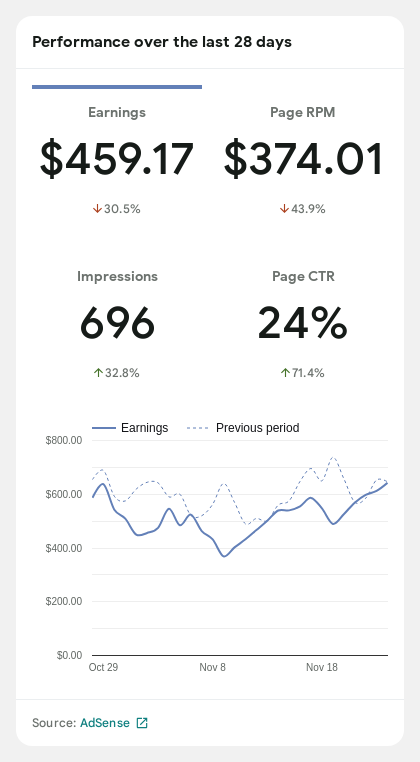 Performance over the last 28 days
Earnings Page RPM
$459.17 $374.01
↓30.5% ↓43.9%
Impressions Page CTR
696 24%
↑32.8% ↑71.4%
Earnings Previous period
$800.00
$600.00
$400.00
$200.00
$0.00
Oct 29 Nov 8 Nov 18
Source: AdSense